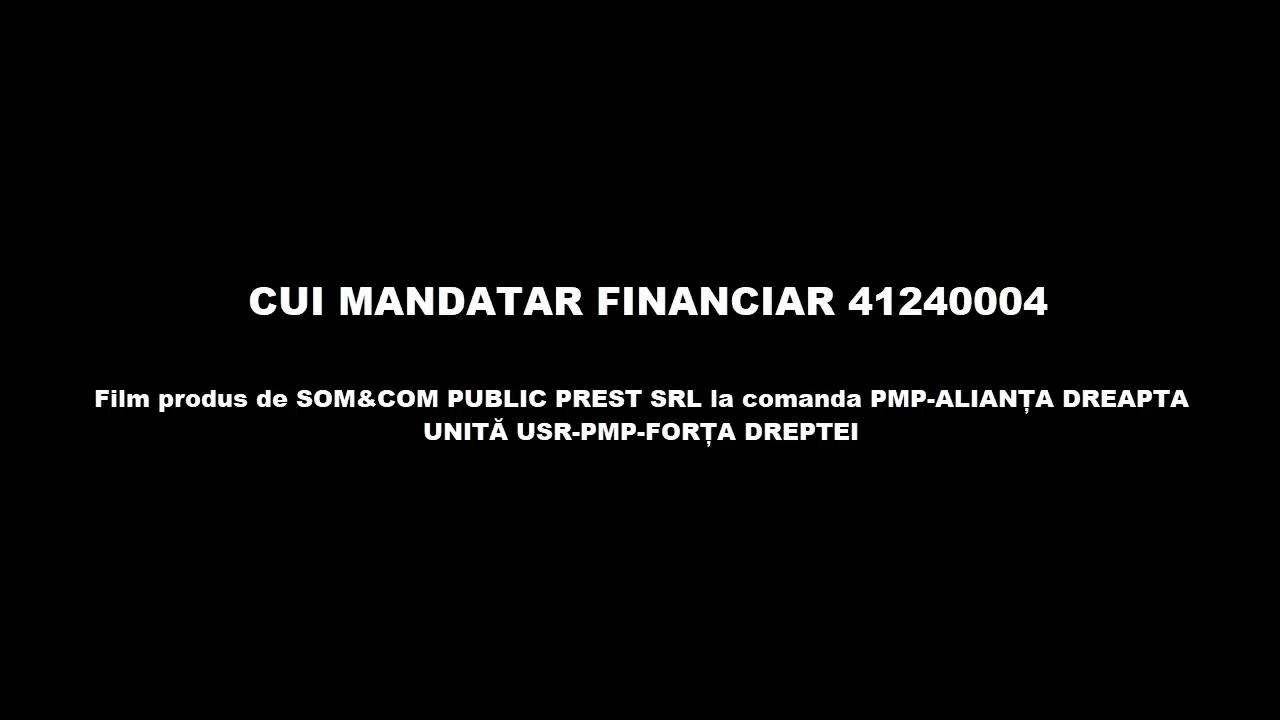 CUI MANDATAR FINANCIAR 41240004
Film produs de SOM&COM PUBLIC PREST SRL la comanda PMP-ALIANȚA DREAPTA
UNITĂ USR-PMP-FORȚA DREPTEI